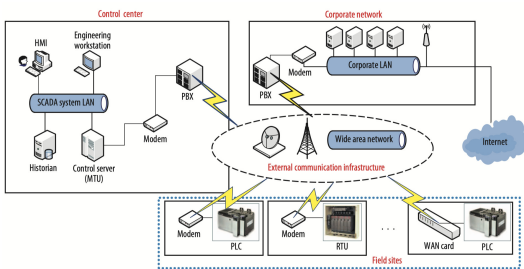 Control center
HMI
Engineering
workstation
SCADA system LAN
Historian
Control server
(MTU)
Modem
PBX
Corporate network
Modem
PBX
Corporate LAN
Internet
Wide area network
External communication infrastructure
Modem
PLC
Modem
RTU
. . .
WAN card
PLC
Field sites